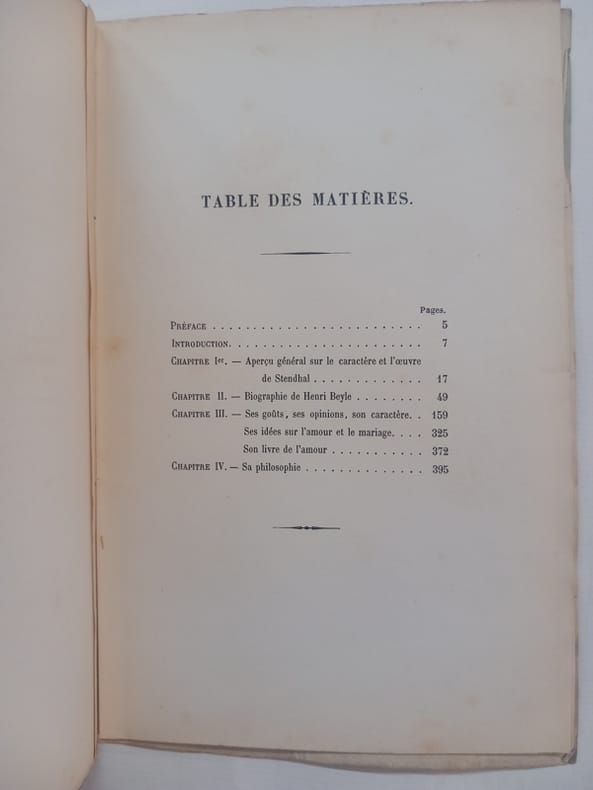 TABLE DES MATIÈRES.
Pages.
PRÉFACE . . . . . . . . . . . . . . . . . . . . . . . . . . 5
INTRODUCTION. . . . . . . . . . . . . . . . . . . . . . . . 7
CHAPITRE Ier. — Aperçu général sur le caractère et l'œuvre
de Stendhal . . . . . . . . . . . . . 17
CHAPITRE II. — Biographie de Henri Beyle . . . . . . . . 49
CHAPITRE III. — Ses goûts, ses opinions, son caractère. . 159
Ses idées sur l'amour et le mariage. . . . 325
Son livre de l'amour . . . . . . . . . . . 372
CHAPITRE IV. — Sa philosophie . . . . . . . . . . . . . . 395